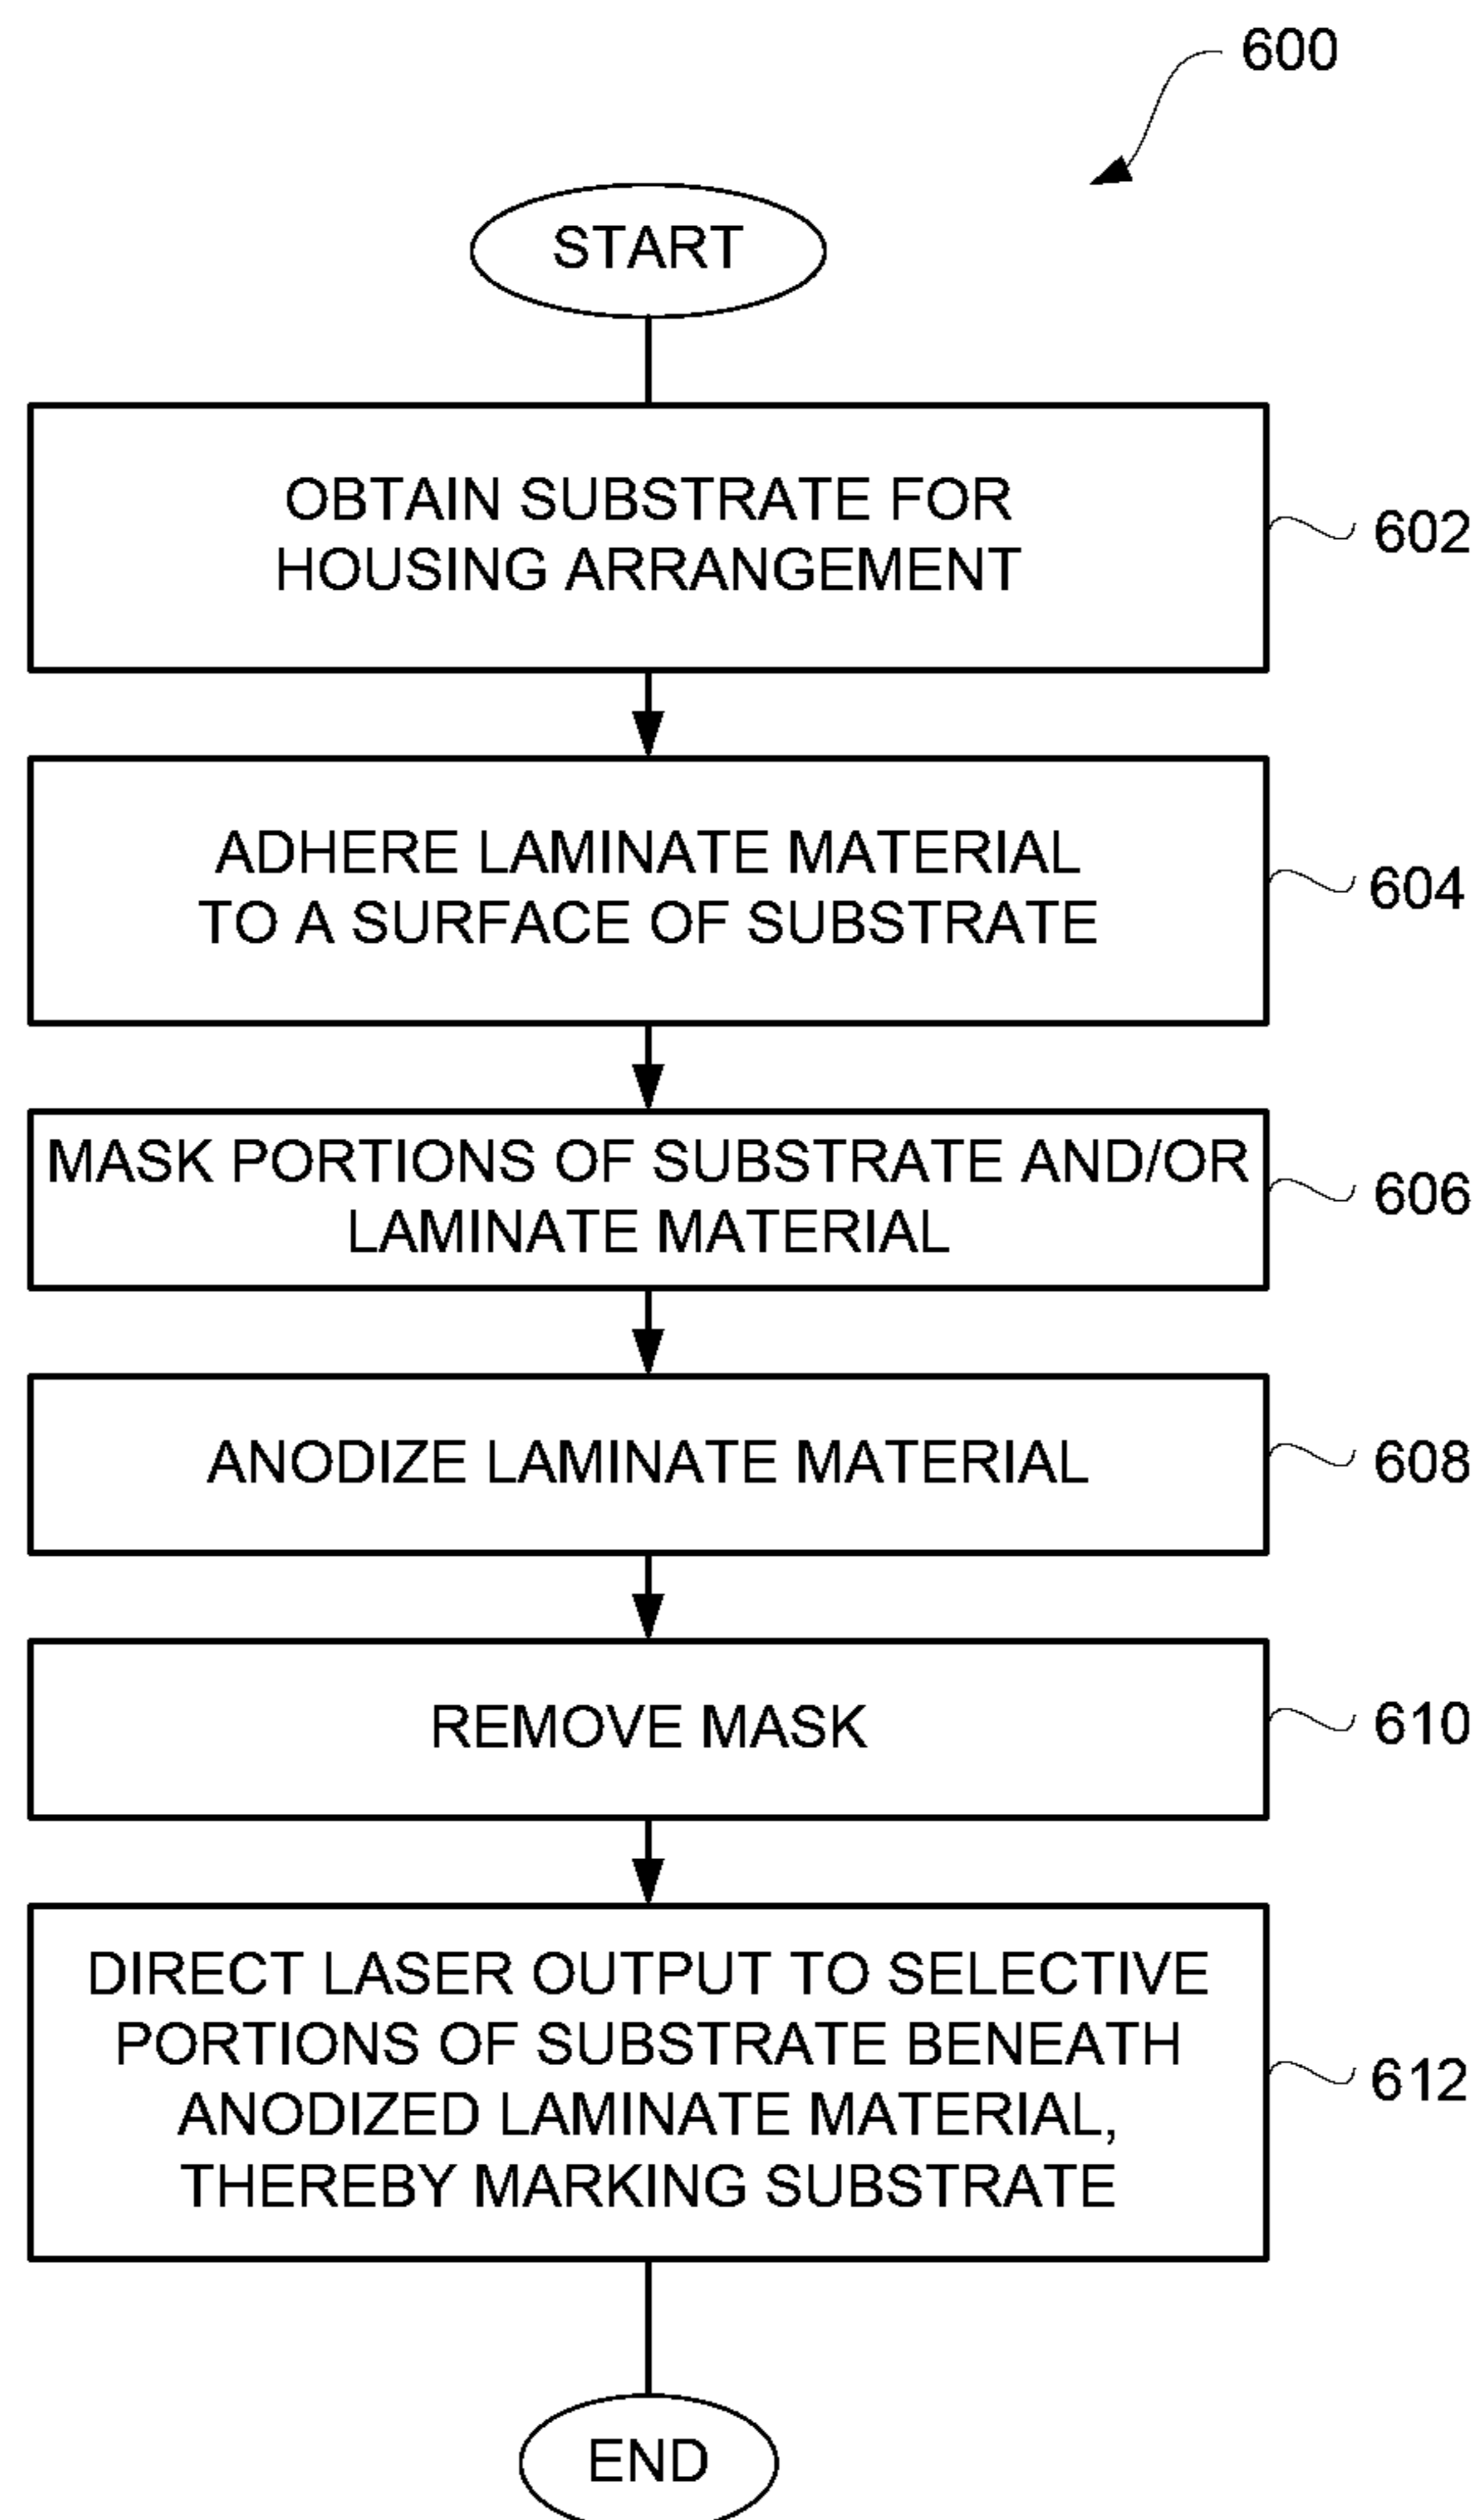 600
START
OBTAIN SUBSTRATE FOR
HOUSING ARRANGEMENT
602
ADHERE LAMINATE MATERIAL
TO A SURFACE OF SUBSTRATE
604
MASK PORTIONS OF SUBSTRATE AND/OR
LAMINATE MATERIAL
606
ANODIZE LAMINATE MATERIAL
608
REMOVE MASK
610
DIRECT LASER OUTPUT TO SELECTIVE
PORTIONS OF SUBSTRATE BENEATH
ANODIZED LAMINATE MATERIAL,
THEREBY MARKING SUBSTRATE
612
END